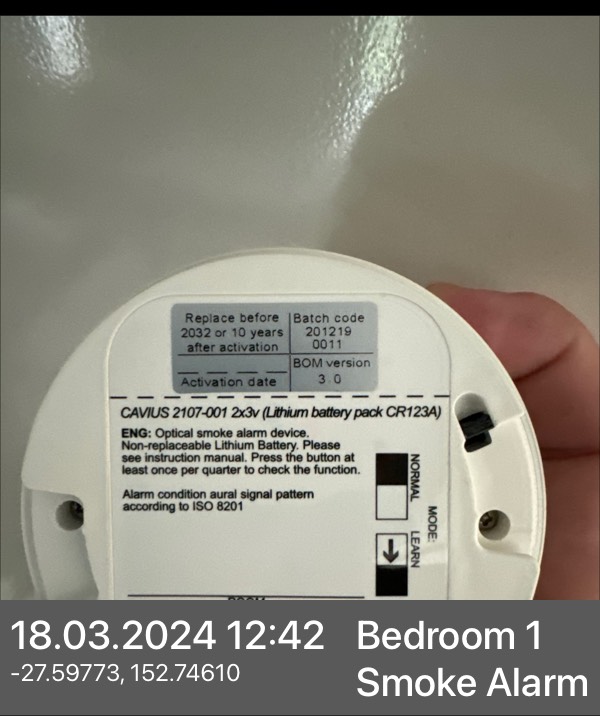 Replace before
2032 or 10 years
after activation
Activation date
Batch code
201219
0011
BOM version
3.0
CAVIUS 2107-001 2x3v (Lithium battery pack CR123A)
ENG: Optical smoke alarm device.
Non-replaceable Lithium Battery. Please
see instruction manual. Press the button at
least once per quarter to check the function.
Alarm condition aural signal pattern
according to ISO 8201
NORMAL
MODE:
LEARN
18.03.2024 12:42
-27.59773, 152.74610
Bedroom 1
Smoke Alarm